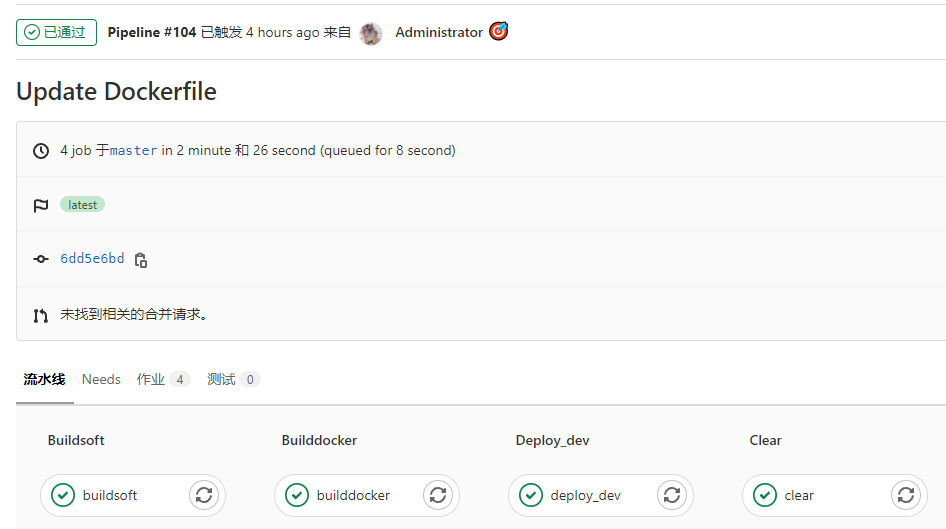 已通过 Pipeline #104 已触发 4 hours ago 来自 Administrator
Update Dockerfile
4 job 于master in 2 minute 和 26 second (queued for 8 second)
latest
6dd5e6bd
未找到相关的合并请求。
流水线 Needs 作业 4 测试 0
Buildsoft Builddocker Deploy_dev Clear
buildsoft builddocker deploy_dev clear